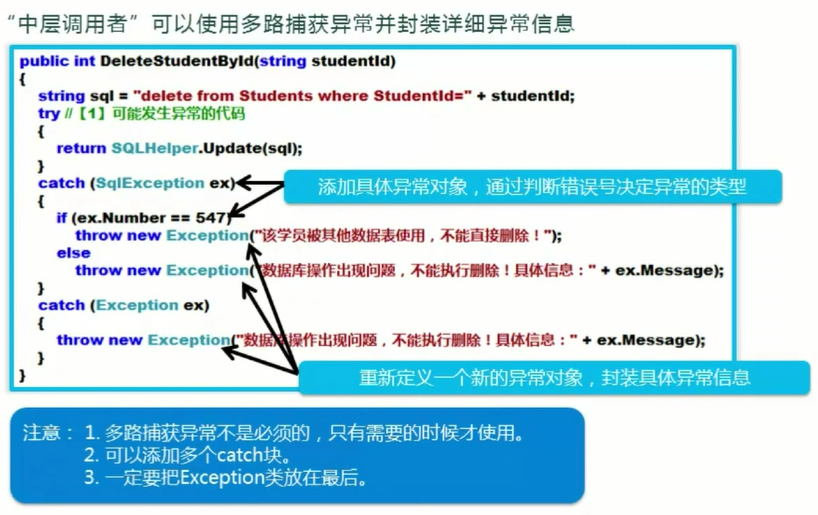 “中层调用者”可以使用多路捕获异常并封装详细异常信息
public int DeleteStudentById(string studentId)
{
string sql = "delete from Students where StudentId=" + studentId;
try //【1】可能发生异常的代码
{
return SQLHelper.Update(sql);
}
catch (SqlException ex)
添加具体异常对象，通过判断错误号决定异常的类型
{
if (ex.Number == 547)
throw new Exception("该学员被其他数据表使用，不能直接删除！");
else
throw new Exception("数据库操作出现问题，不能执行删除！具体信息：" + ex.Message);
}
catch (Exception ex)
{
throw new Exception("数据库操作出现问题，不能执行删除！具体信息：" + ex.Message);
}
重新定义一个新的异常对象，封装具体异常信息
}
注意： 1. 多路捕获异常不是必须的，只有需要的时候才使用。
2. 可以添加多个catch块。
3. 一定要把Exception类放在最后。